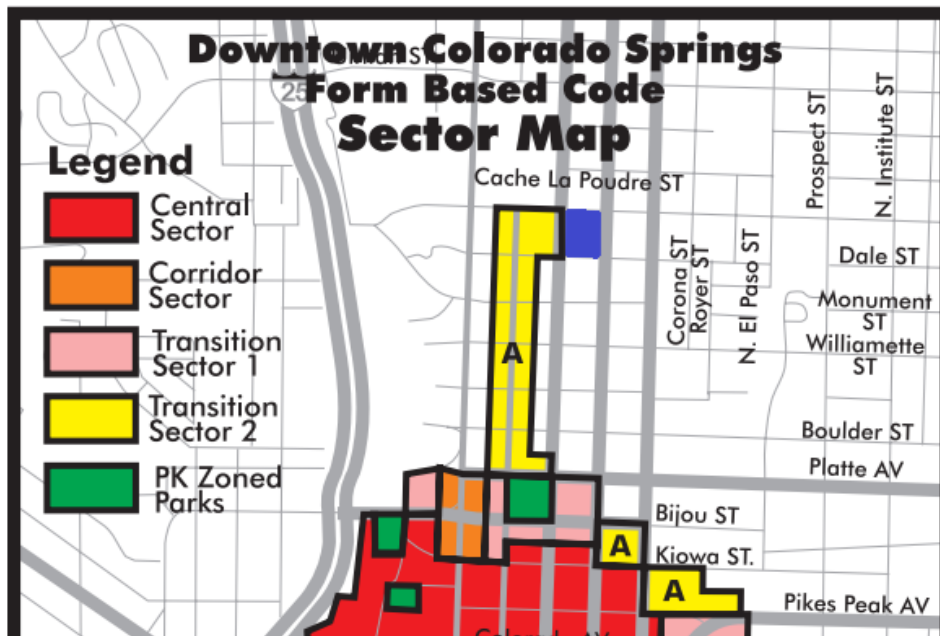 Downtown Colorado Springs
Form Based Code
Sector Map
25
Legend
Central
Sector
Corridor
Sector
Transition
Sector 1
Transition
Sector 2
PK Zoned
Parks
Cache La Poudre ST
Prospect ST
N. Institute ST
Corona ST
Royer ST
N. El Paso ST
Dale ST
Monument
ST
Williamette
ST
Boulder ST
Platte AV
Bijou ST
Kiowa ST.
Pikes Peak AV
A
A
A